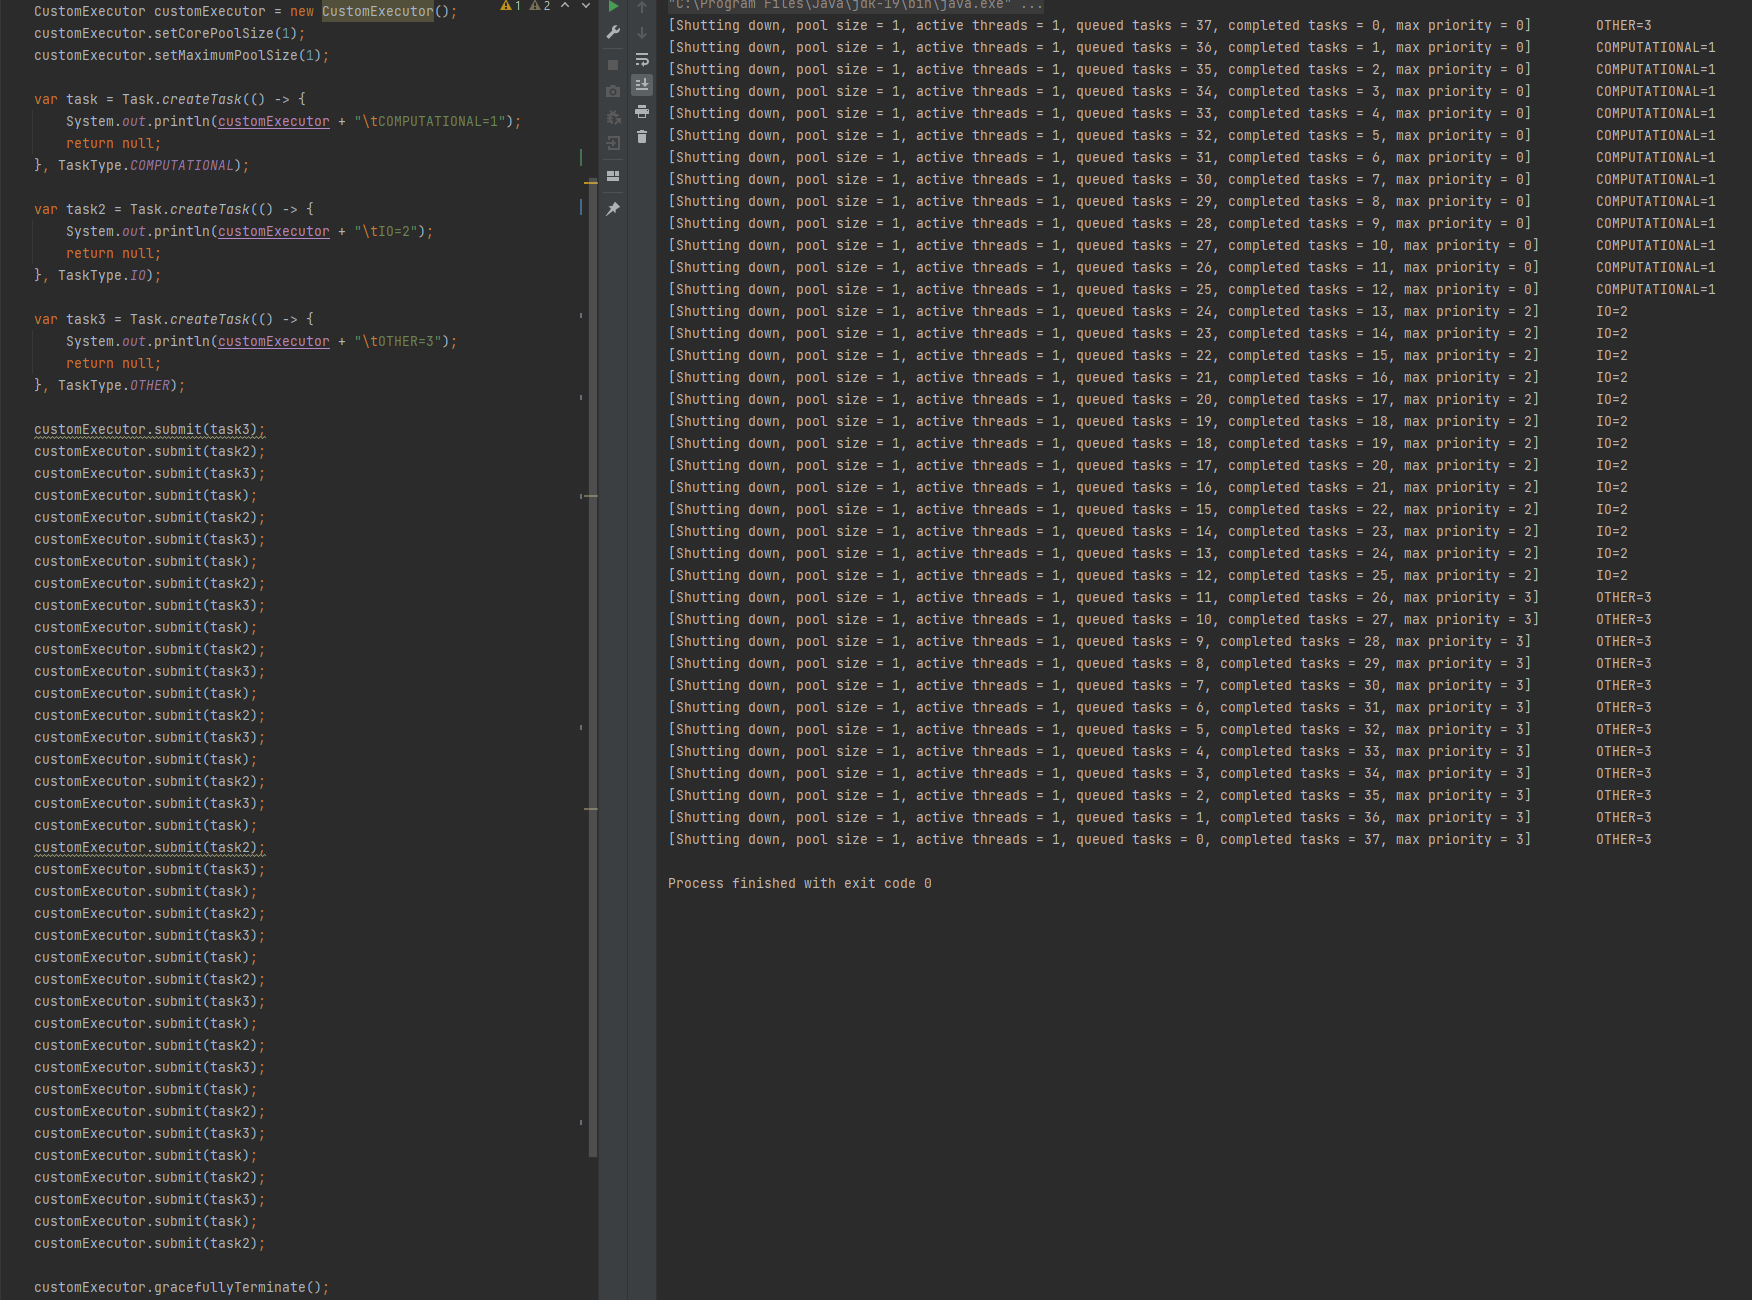 CustomExecutor customExecutor = new CustomExecutor();
customExecutor.setCorePoolSize(1);
customExecutor.setMaximumPoolSize(1);
var task = Task.createTask(() -> {
System.out.println(customExecutor + "\tCOMPUTATIONAL=1");
return null;
}, TaskType.COMPUTATIONAL);
var task2 = Task.createTask(() -> {
System.out.println(customExecutor + "\tIO=2");
return null;
}, TaskType.IO);
var task3 = Task.createTask(() -> {
System.out.println(customExecutor + "\tOTHER=3");
return null;
}, TaskType.OTHER);
customExecutor.submit(task3);
customExecutor.submit(task2);
customExecutor.submit(task3);
customExecutor.submit(task);
customExecutor.submit(task2);
customExecutor.submit(task3);
customExecutor.submit(task);
customExecutor.submit(task2);
customExecutor.submit(task3);
customExecutor.submit(task);
customExecutor.submit(task2);
customExecutor.submit(task3);
customExecutor.submit(task);
customExecutor.submit(task2);
customExecutor.submit(task3);
customExecutor.submit(task);
customExecutor.submit(task2);
customExecutor.submit(task3);
customExecutor.submit(task);
customExecutor.submit(task2);
customExecutor.submit(task3);
customExecutor.submit(task);
customExecutor.submit(task2);
customExecutor.submit(task3);
customExecutor.submit(task);
customExecutor.submit(task2);
customExecutor.submit(task3);
customExecutor.submit(task);
customExecutor.submit(task2);
customExecutor.submit(task3);
customExecutor.submit(task);
customExecutor.submit(task2);
customExecutor.submit(task3);
customExecutor.submit(task);
customExecutor.submit(task2);
customExecutor.submit(task3);
customExecutor.submit(task);
customExecutor.submit(task2);
customExecutor.gracefullyTerminate();
1 2
"C:\Program Files\Java\jdk-19\bin\java.exe" ...
[Shutting down, pool size = 1, active threads = 1, queued tasks = 37, completed tasks = 0, max priority = 0] OTHER=3
[Shutting down, pool size = 1, active threads = 1, queued tasks = 36, completed tasks = 1, max priority = 0] COMPUTATIONAL=1
[Shutting down, pool size = 1, active threads = 1, queued tasks = 35, completed tasks = 2, max priority = 0] COMPUTATIONAL=1
[Shutting down, pool size = 1, active threads = 1, queued tasks = 34, completed tasks = 3, max priority = 0] COMPUTATIONAL=1
[Shutting down, pool size = 1, active threads = 1, queued tasks = 33, completed tasks = 4, max priority = 0] COMPUTATIONAL=1
[Shutting down, pool size = 1, active threads = 1, queued tasks = 32, completed tasks = 5, max priority = 0] COMPUTATIONAL=1
[Shutting down, pool size = 1, active threads = 1, queued tasks = 31, completed tasks = 6, max priority = 0] COMPUTATIONAL=1
[Shutting down, pool size = 1, active threads = 1, queued tasks = 30, completed tasks = 7, max priority = 0] COMPUTATIONAL=1
[Shutting down, pool size = 1, active threads = 1, queued tasks = 29, completed tasks = 8, max priority = 0] COMPUTATIONAL=1
[Shutting down, pool size = 1, active threads = 1, queued tasks = 28, completed tasks = 9, max priority = 0] COMPUTATIONAL=1
[Shutting down, pool size = 1, active threads = 1, queued tasks = 27, completed tasks = 10, max priority = 0] COMPUTATIONAL=1
[Shutting down, pool size = 1, active threads = 1, queued tasks = 26, completed tasks = 11, max priority = 0] COMPUTATIONAL=1
[Shutting down, pool size = 1, active threads = 1, queued tasks = 25, completed tasks = 12, max priority = 0] COMPUTATIONAL=1
[Shutting down, pool size = 1, active threads = 1, queued tasks = 24, completed tasks = 13, max priority = 2] IO=2
[Shutting down, pool size = 1, active threads = 1, queued tasks = 23, completed tasks = 14, max priority = 2] IO=2
[Shutting down, pool size = 1, active threads = 1, queued tasks = 22, completed tasks = 15, max priority = 2] IO=2
[Shutting down, pool size = 1, active threads = 1, queued tasks = 21, completed tasks = 16, max priority = 2] IO=2
[Shutting down, pool size = 1, active threads = 1, queued tasks = 20, completed tasks = 17, max priority = 2] IO=2
[Shutting down, pool size = 1, active threads = 1, queued tasks = 19, completed tasks = 18, max priority = 2] IO=2
[Shutting down, pool size = 1, active threads = 1, queued tasks = 18, completed tasks = 19, max priority = 2] IO=2
[Shutting down, pool size = 1, active threads = 1, queued tasks = 17, completed tasks = 20, max priority = 2] IO=2
[Shutting down, pool size = 1, active threads = 1, queued tasks = 16, completed tasks = 21, max priority = 2] IO=2
[Shutting down, pool size = 1, active threads = 1, queued tasks = 15, completed tasks = 22, max priority = 2] IO=2
[Shutting down, pool size = 1, active threads = 1, queued tasks = 14, completed tasks = 23, max priority = 2] IO=2
[Shutting down, pool size = 1, active threads = 1, queued tasks = 13, completed tasks = 24, max priority = 2] IO=2
[Shutting down, pool size = 1, active threads = 1, queued tasks = 12, completed tasks = 25, max priority = 2] IO=2
[Shutting down, pool size = 1, active threads = 1, queued tasks = 11, completed tasks = 26, max priority = 3] OTHER=3
[Shutting down, pool size = 1, active threads = 1, queued tasks = 10, completed tasks = 27, max priority = 3] OTHER=3
[Shutting down, pool size = 1, active threads = 1, queued tasks = 9, completed tasks = 28, max priority = 3] OTHER=3
[Shutting down, pool size = 1, active threads = 1, queued tasks = 8, completed tasks = 29, max priority = 3] OTHER=3
[Shutting down, pool size = 1, active threads = 1, queued tasks = 7, completed tasks = 30, max priority = 3] OTHER=3
[Shutting down, pool size = 1, active threads = 1, queued tasks = 6, completed tasks = 31, max priority = 3] OTHER=3
[Shutting down, pool size = 1, active threads = 1, queued tasks = 5, completed tasks = 32, max priority = 3] OTHER=3
[Shutting down, pool size = 1, active threads = 1, queued tasks = 4, completed tasks = 33, max priority = 3] OTHER=3
[Shutting down, pool size = 1, active threads = 1, queued tasks = 3, completed tasks = 34, max priority = 3] OTHER=3
[Shutting down, pool size = 1, active threads = 1, queued tasks = 2, completed tasks = 35, max priority = 3] OTHER=3
[Shutting down, pool size = 1, active threads = 1, queued tasks = 1, completed tasks = 36, max priority = 3] OTHER=3
[Shutting down, pool size = 1, active threads = 1, queued tasks = 0, completed tasks = 37, max priority = 3] OTHER=3
Process finished with exit code 0